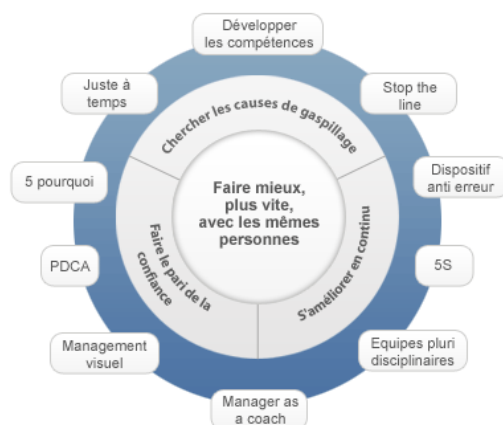 Développer
les compétences
Juste à
temps
Stop the
line
Chercher les causes de gaspillage
5 pourquoi
Dispositif
anti erreur
Faire mieux,
plus vite,
avec les mêmes
personnes
Faire le pari de la
confiance
S'améliorer en continu
PDCA
5S
Management
visuel
Equipes pluri
disciplinaires
Manager as
a coach